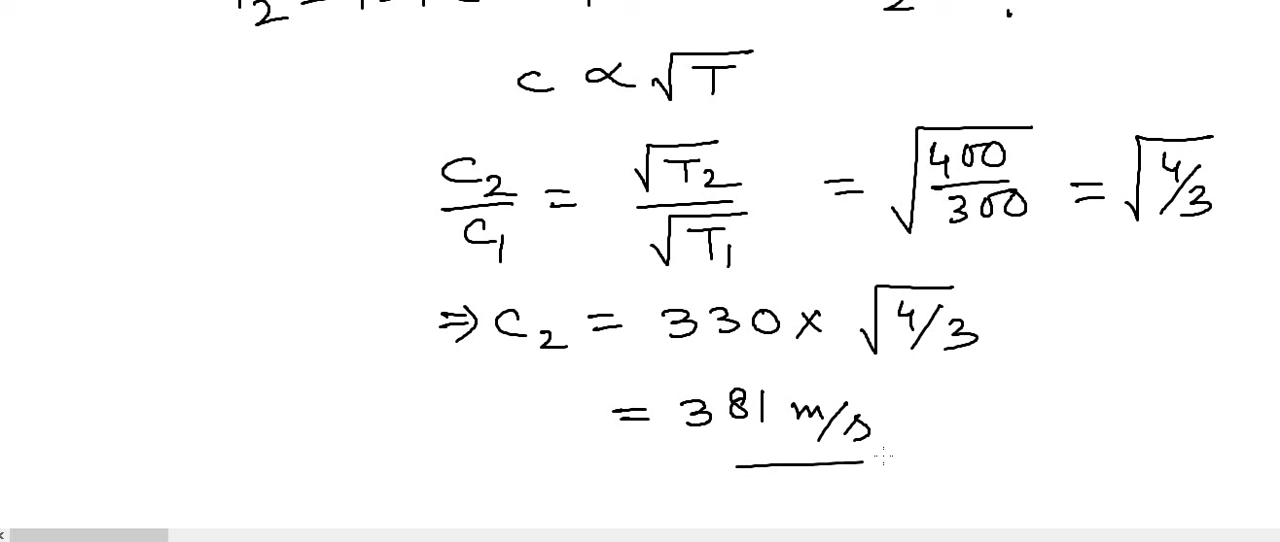 c ∝ √T
C₂/C₁ = √T₂/√T₁ = √(400/300) = √(4/3)
⇒ C₂ = 330 × √(4/3)
= 381 m/s